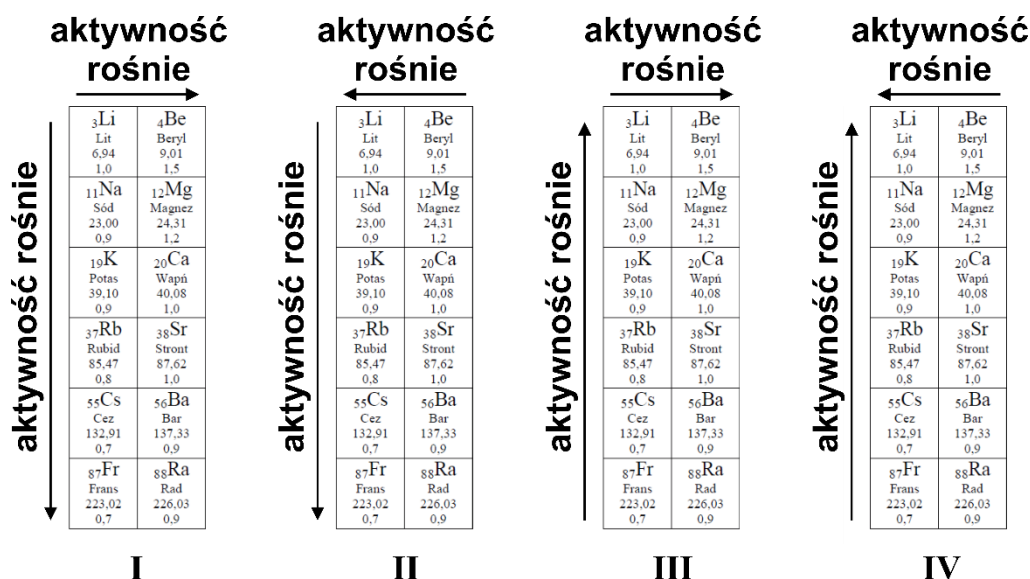 aktywność
rośnie
aktywność rośnie
3Li 4Be
Lit Beryl
6,94 9,01
1,0 1,5
11Na 12Mg
Sód Magnez
23,00 24,31
0,9 1,2
19K 20Ca
Potas Wapń
39,10 40,08
0,9 1,0
37Rb 38Sr
Rubid Stront
85,47 87,62
0,8 1,0
55Cs 56Ba
Cez Bar
132,91 137,33
0,7 0,9
87Fr 88Ra
Frans Rad
223,02 226,03
0,7 0,9
I
aktywność
rośnie
aktywność rośnie
3Li 4Be
Lit Beryl
6,94 9,01
1,0 1,5
11Na 12Mg
Sód Magnez
23,00 24,31
0,9 1,2
19K 20Ca
Potas Wapń
39,10 40,08
0,9 1,0
37Rb 38Sr
Rubid Stront
85,47 87,62
0,8 1,0
55Cs 56Ba
Cez Bar
132,91 137,33
0,7 0,9
87Fr 88Ra
Frans Rad
223,02 226,03
0,7 0,9
II
aktywność
rośnie
aktywność rośnie
3Li 4Be
Lit Beryl
6,94 9,01
1,0 1,5
11Na 12Mg
Sód Magnez
23,00 24,31
0,9 1,2
19K 20Ca
Potas Wapń
39,10 40,08
0,9 1,0
37Rb 38Sr
Rubid Stront
85,47 87,62
0,8 1,0
55Cs 56Ba
Cez Bar
132,91 137,33
0,7 0,9
87Fr 88Ra
Frans Rad
223,02 226,03
0,7 0,9
III
aktywność
rośnie
aktywność rośnie
3Li 4Be
Lit Beryl
6,94 9,01
1,0 1,5
11Na 12Mg
Sód Magnez
23,00 24,31
0,9 1,2
19K 20Ca
Potas Wapń
39,10 40,08
0,9 1,0
37Rb 38Sr
Rubid Stront
85,47 87,62
0,8 1,0
55Cs 56Ba
Cez Bar
132,91 137,33
0,7 0,9
87Fr 88Ra
Frans Rad
223,02 226,03
0,7 0,9
IV